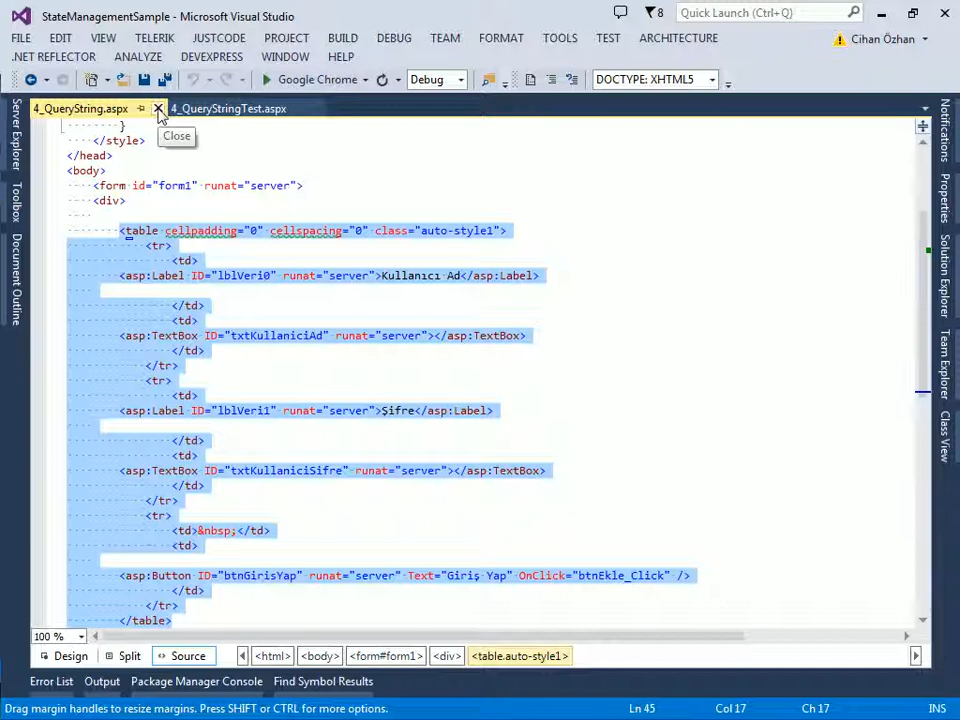 StateManagementSample - Microsoft Visual Studio
8
Quick Launch (Ctrl+Q)
FILE EDIT VIEW TELERIK JUSTCODE PROJECT BUILD DEBUG TEAM FORMAT TOOLS TEST ARCHITECTURE
Cihan Özhan
.NET REFLECTOR ANALYZE DEVEXPRESS WINDOW HELP
Google Chrome
Debug
DOCTYPE: XHTML5
4_QueryString.aspx
4_QueryStringTest.aspx
Close
Server Explorer
Toolbox
Document Outline
Notifications
Properties
Solution Explorer
Team Explorer
Class View
}
</style>
</head>
<body>
<form id="form1" runat="server">
<div>
<table cellpadding="0" cellspacing="0" class="auto-style1">
<tr>
<td>
<asp:Label ID="lblVeri0" runat="server">Kullanıcı Ad</asp:Label>
</td>
<td>
<asp:TextBox ID="txtKullaniciAd" runat="server"></asp:TextBox>
</td>
</tr>
<tr>
<td>
<asp:Label ID="lblVeri1" runat="server">Şifre</asp:Label>
</td>
<td>
<asp:TextBox ID="txtKullaniciSifre" runat="server"></asp:TextBox>
</td>
</tr>
<tr>
<td>&nbsp;</td>
<td>
<asp:Button ID="btnGirisYap" runat="server" Text="Giriş Yap" OnClick="btnEkle_Click" />
</td>
</tr>
</table>
100 %
Design
Split
Source
<html> <body> <form#form1> <div> <table.auto-style1>
Error List Output Package Manager Console Find Symbol Results
Drag margin handles to resize margins. Press SHIFT or CTRL for more options.
Ln 45
Col 17
Ch 17
INS